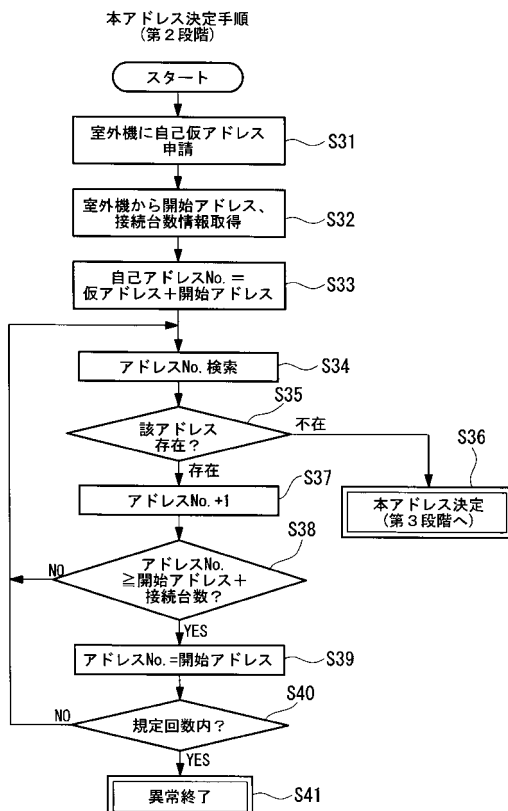 本アドレス決定手順
(第2段階)
スタート
室外機に自己仮アドレス
申請
S31
室外機から開始アドレス、
接続台数情報取得
S32
自己アドレスNo.=
仮アドレス+開始アドレス
S33
アドレスNo.検索
S34
S35
該アドレス
存在?
不在
存在
S36
本アドレス決定
(第3段階へ)
S37
アドレスNo.+1
S38
アドレスNo.
≧開始アドレス+
接続台数?
NO
YES
アドレスNo.=開始アドレス
S39
S40
規定回数内?
NO
YES
異常終了
S41